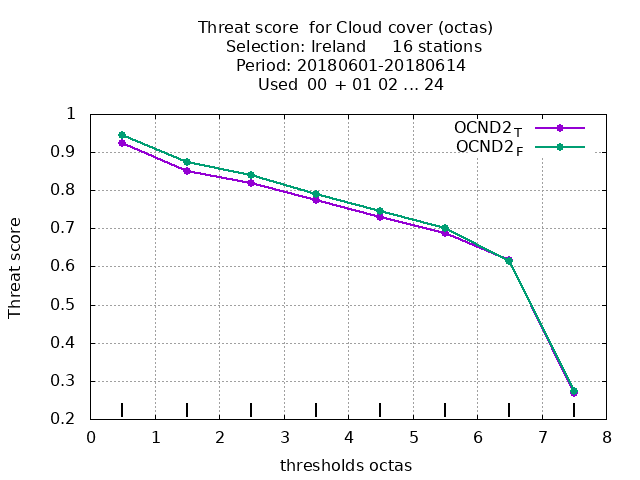 Threat score  for Cloud cover (octas)
Selection: Ireland     16 stations
Period: 20180601-20180614
Used  00  + 01 02 ... 24
OCND2_T
OCND2_F
1
0.9
0.8
0.7
0.6
0.5
0.4
0.3
0.2
Threat score
0 1 2 3 4 5 6 7 8
thresholds octas